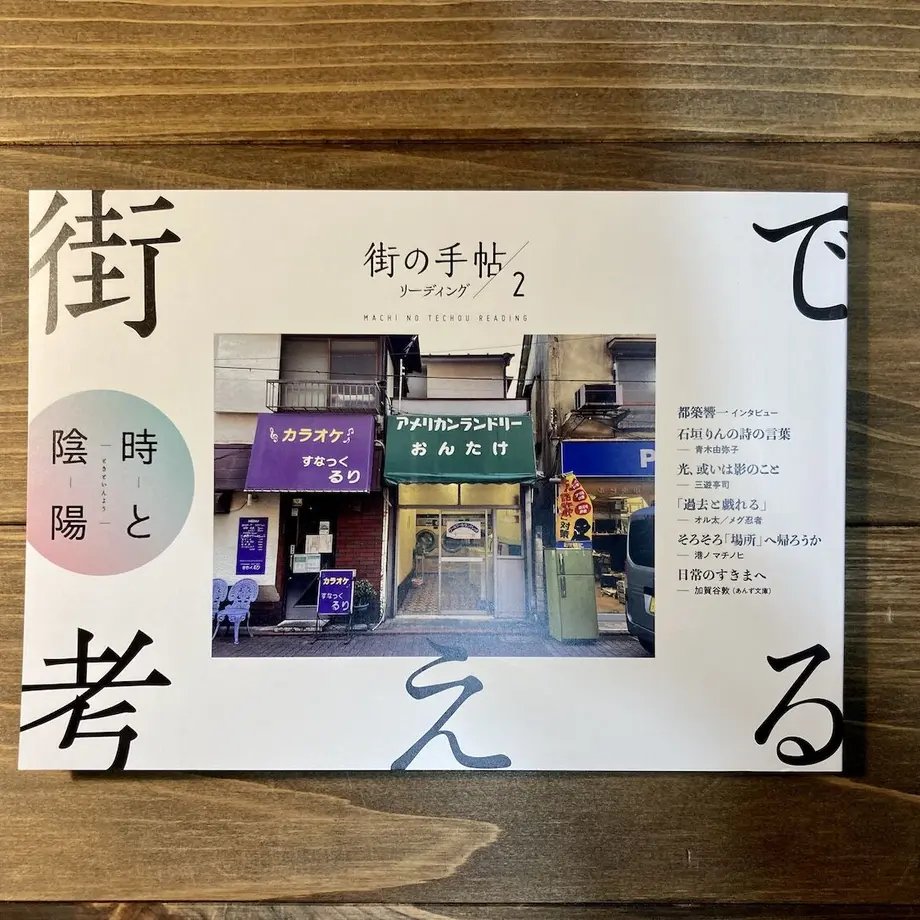 街で
考える
街の手帖
リーディング
2
MACHI NO TECHOU READING
時と
陰陽
ときといんよう
カラオケ
すなっく
るり
アメリカンランドリー
おんたけ
P
MENU
カラオケ
すなっく
るり
対策
都築響一 インタビュー
石垣りんの詩の言葉
青木由弥子
光、或いは影のこと
三遊亭司
「過去と戯れる」
オル太/メグ忍者
そろそろ「場所」へ帰ろうか
港ノマチノヒ
日常のすきまへ
加賀谷敦(あんず文庫)